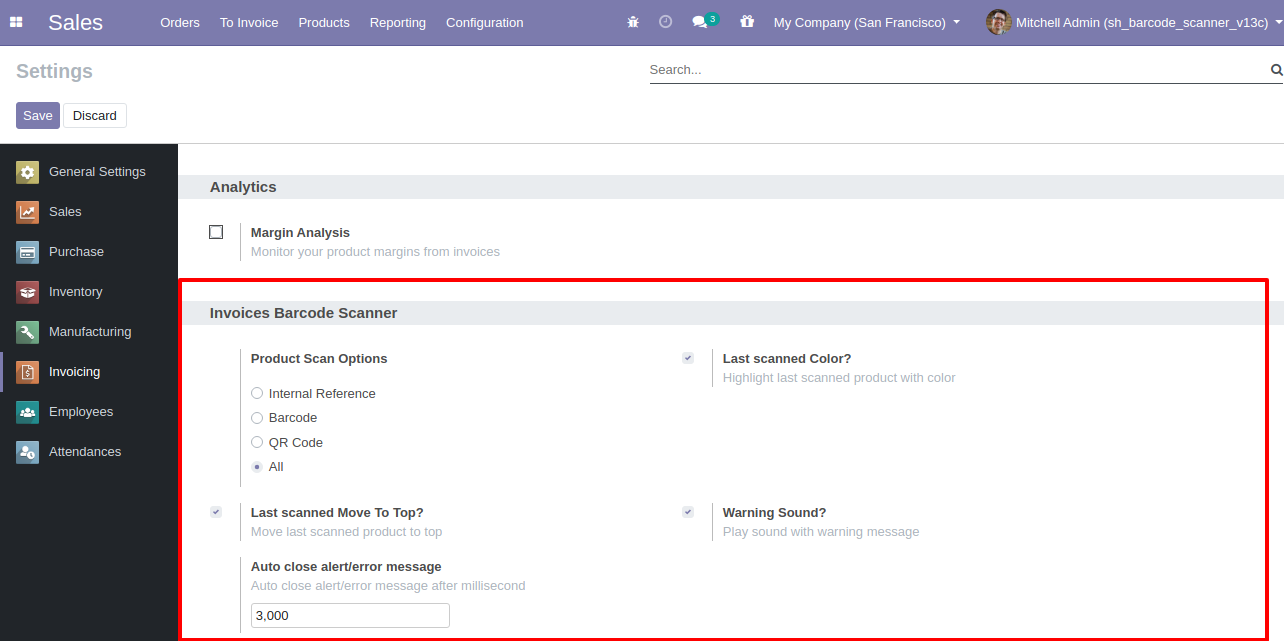 Sales Orders To Invoice Products Reporting Configuration 3 My Company (San Francisco) Mitchell Admin (sh_barcode_scanner_v13c)
Settings
Search...
Save Discard
General Settings
Sales
Purchase
Inventory
Manufacturing
Invoicing
Employees
Attendances
Analytics
Margin Analysis
Monitor your product margins from invoices
Invoices Barcode Scanner
Product Scan Options
Internal Reference
Barcode
QR Code
All
Last scanned Color?
Highlight last scanned product with color
Last scanned Move To Top?
Move last scanned product to top
Warning Sound?
Play sound with warning message
Auto close alert/error message
Auto close alert/error message after millisecond
3,000